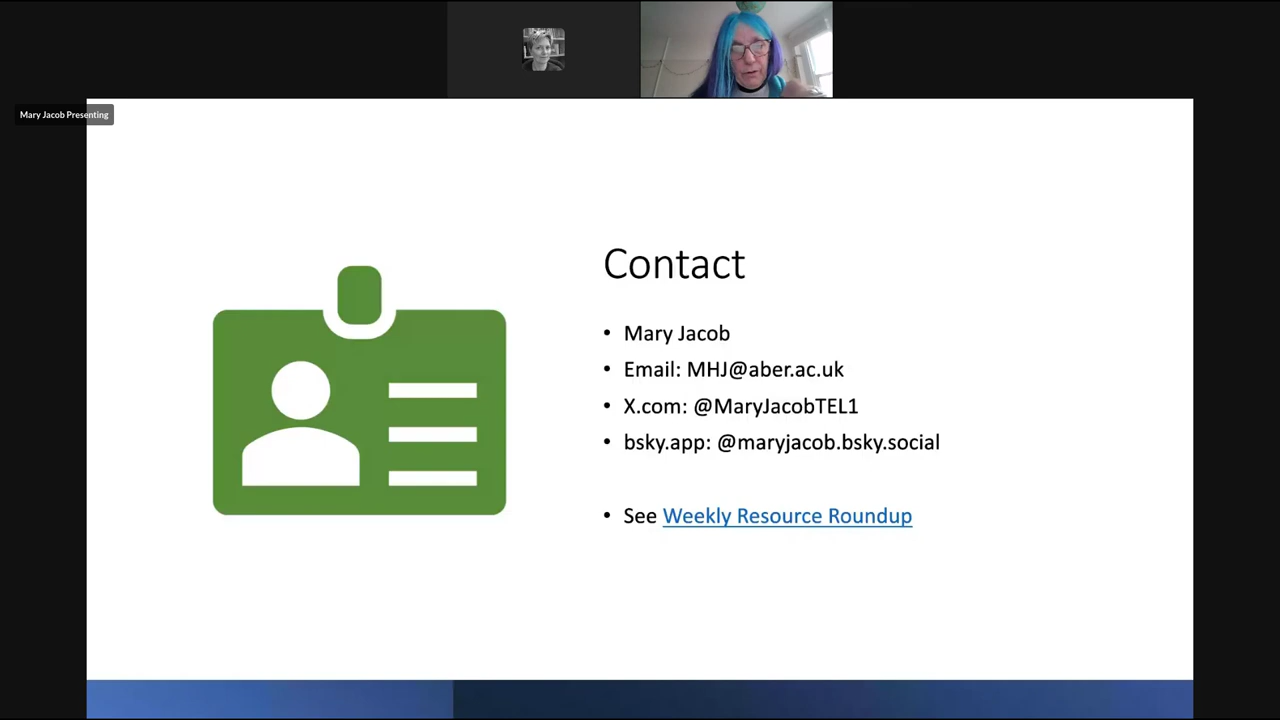 Mary Jacob Presenting
Contact
• Mary Jacob
• Email: MHJ@aber.ac.uk
• X.com: @MaryJacobTEL1
• bsky.app: @maryjacob.bsky.social
• See Weekly Resource Roundup